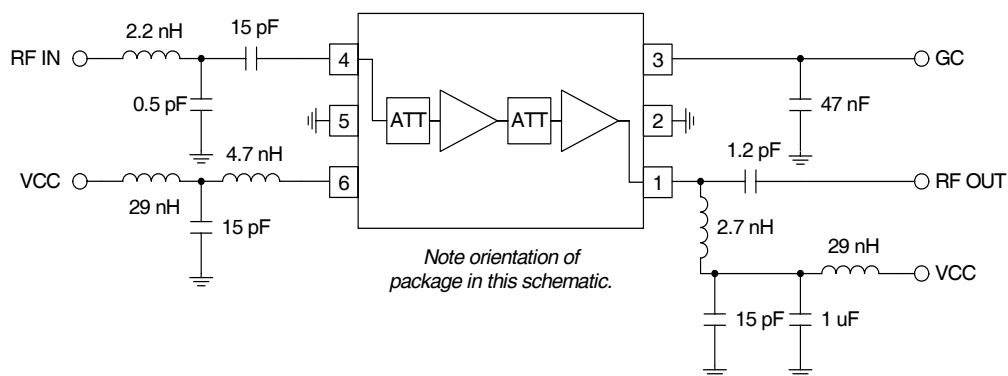 2.2 nH
15 pF
RF IN
4
3
GC
0.5 pF
47 nF
5
ATT
ATT
2
4.7 nH
1.2 pF
VCC
6
1
RF OUT
29 nH
15 pF
2.7 nH
Note orientation of
package in this schematic.
29 nH
VCC
15 pF
1 uF